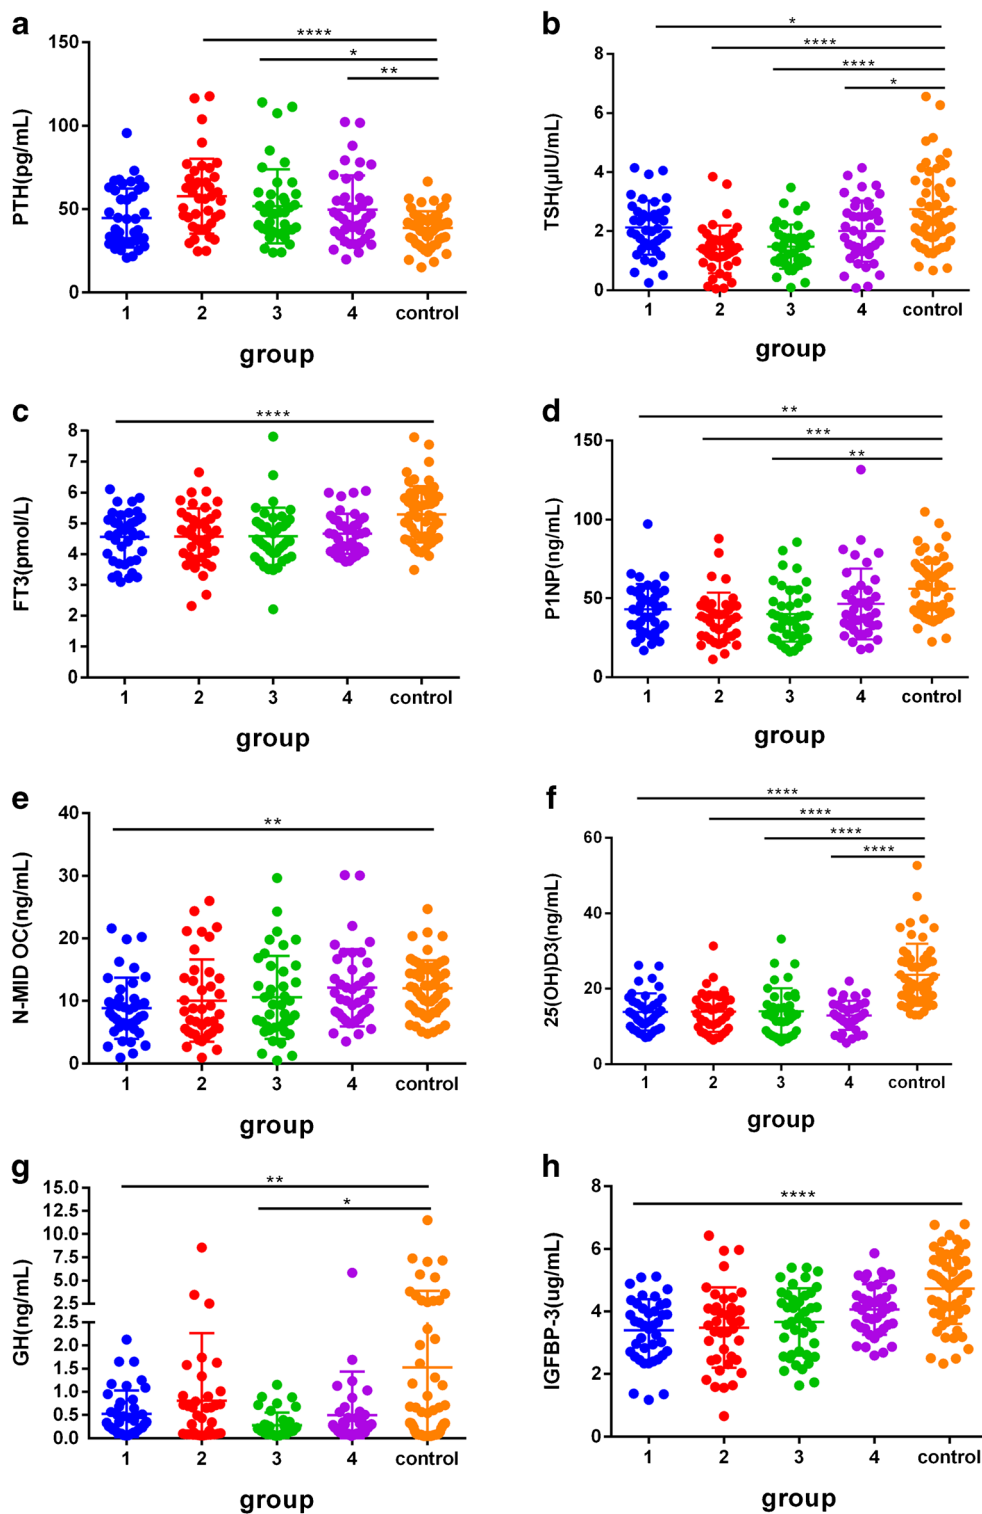 a
****
*
**
PTH(pg/mL)
150
100
50
0
1 2 3 4 control
group
b
*
****
****
*
TSH(μIU/mL)
8
6
4
2
0
1 2 3 4 control
group
c
****
FT3(pmol/L)
8
7
6
5
4
3
2
1
0
1 2 3 4 control
group
d
**
***
**
P1NP(ng/mL)
150
100
50
0
1 2 3 4 control
group
e
**
N-MID OC(ng/mL)
40
30
20
10
0
1 2 3 4 control
group
f
****
****
****
****
25(OH)D3(ng/mL)
60
40
20
0
1 2 3 4 control
group
g
**
*
GH(ng/mL)
15.0
12.5
10.0
7.5
5.0
2.5
2.5
2.0
1.5
1.0
0.5
0.0
1 2 3 4 control
group
h
****
IGFBP-3(ug/mL)
8
6
4
2
0
1 2 3 4 control
group